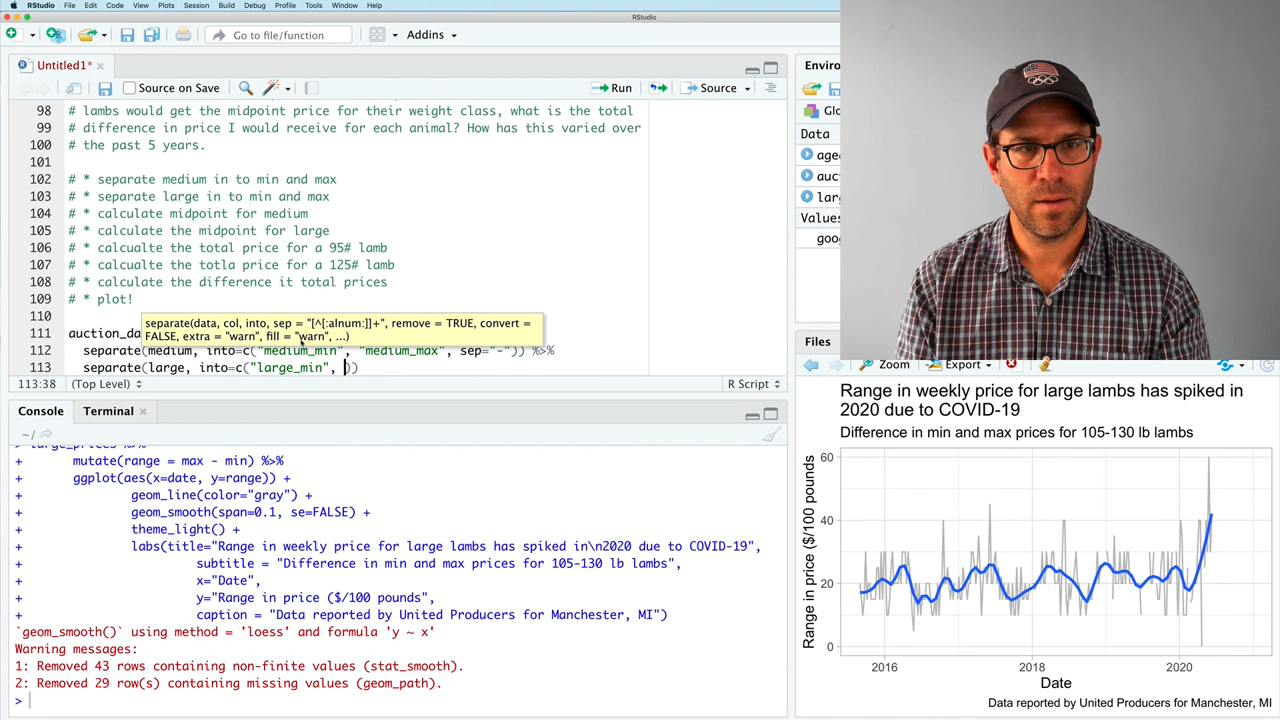 RStudio File Edit Code View Plots Session Build Debug Profile Tools Window Help
RStudio
Go to file/function Addins
Untitled1*
Source on Save Run Source
98 # lambs would get the midpoint price for their weight class, what is the total
99 # difference in price I would receive for each animal? How has this varied over
100 # the past 5 years.
101
102 # * separate medium in to min and max
103 # * separate large in to min and max
104 # * calculate midpoint for medium
105 # * calculate the midpoint for large
106 # * calcualte the total price for a 95# lamb
107 # * calcualte the totla price for a 125# lamb
108 # * calculate the difference it total prices
109 # * plot!
110
separate(data, col, into, sep = "[^[:alnum:]]+", remove = TRUE, convert =
FALSE, extra = "warn", fill = "warn", ...)
111 auction_da
112 separate(medium, into=c("medium_min", "medium_max", sep="-")) %>%
113 separate(large, into=c("large_min", ))
113:38 (Top Level) R Script
Console Terminal
~/
> large_prices %>%
+ mutate(range = max - min) %>%
+ ggplot(aes(x=date, y=range)) +
+ geom_line(color="gray") +
+ geom_smooth(span=0.1, se=FALSE) +
+ theme_light() +
+ labs(title="Range in weekly price for large lambs has spiked in\n2020 due to COVID-19",
+ subtitle = "Difference in min and max prices for 105-130 lb lambs",
+ x="Date",
+ y="Range in price ($/100 pounds",
+ caption = "Data reported by United Producers for Manchester, MI")
`geom_smooth()` using method = 'loess' and formula 'y ~ x'
Warning messages:
1: Removed 43 rows containing non-finite values (stat_smooth).
2: Removed 29 row(s) containing missing values (geom_path).
>
Enviro
Glo
Data
age
auc
lar
Values
goo
Files
Zoom Export
Range in weekly price for large lambs has spiked in
2020 due to COVID-19
Difference in min and max prices for 105-130 lb lambs
Range in price ($/100 pounds
60
40
20
0
2016 2018 2020
Date
Data reported by United Producers for Manchester, MI